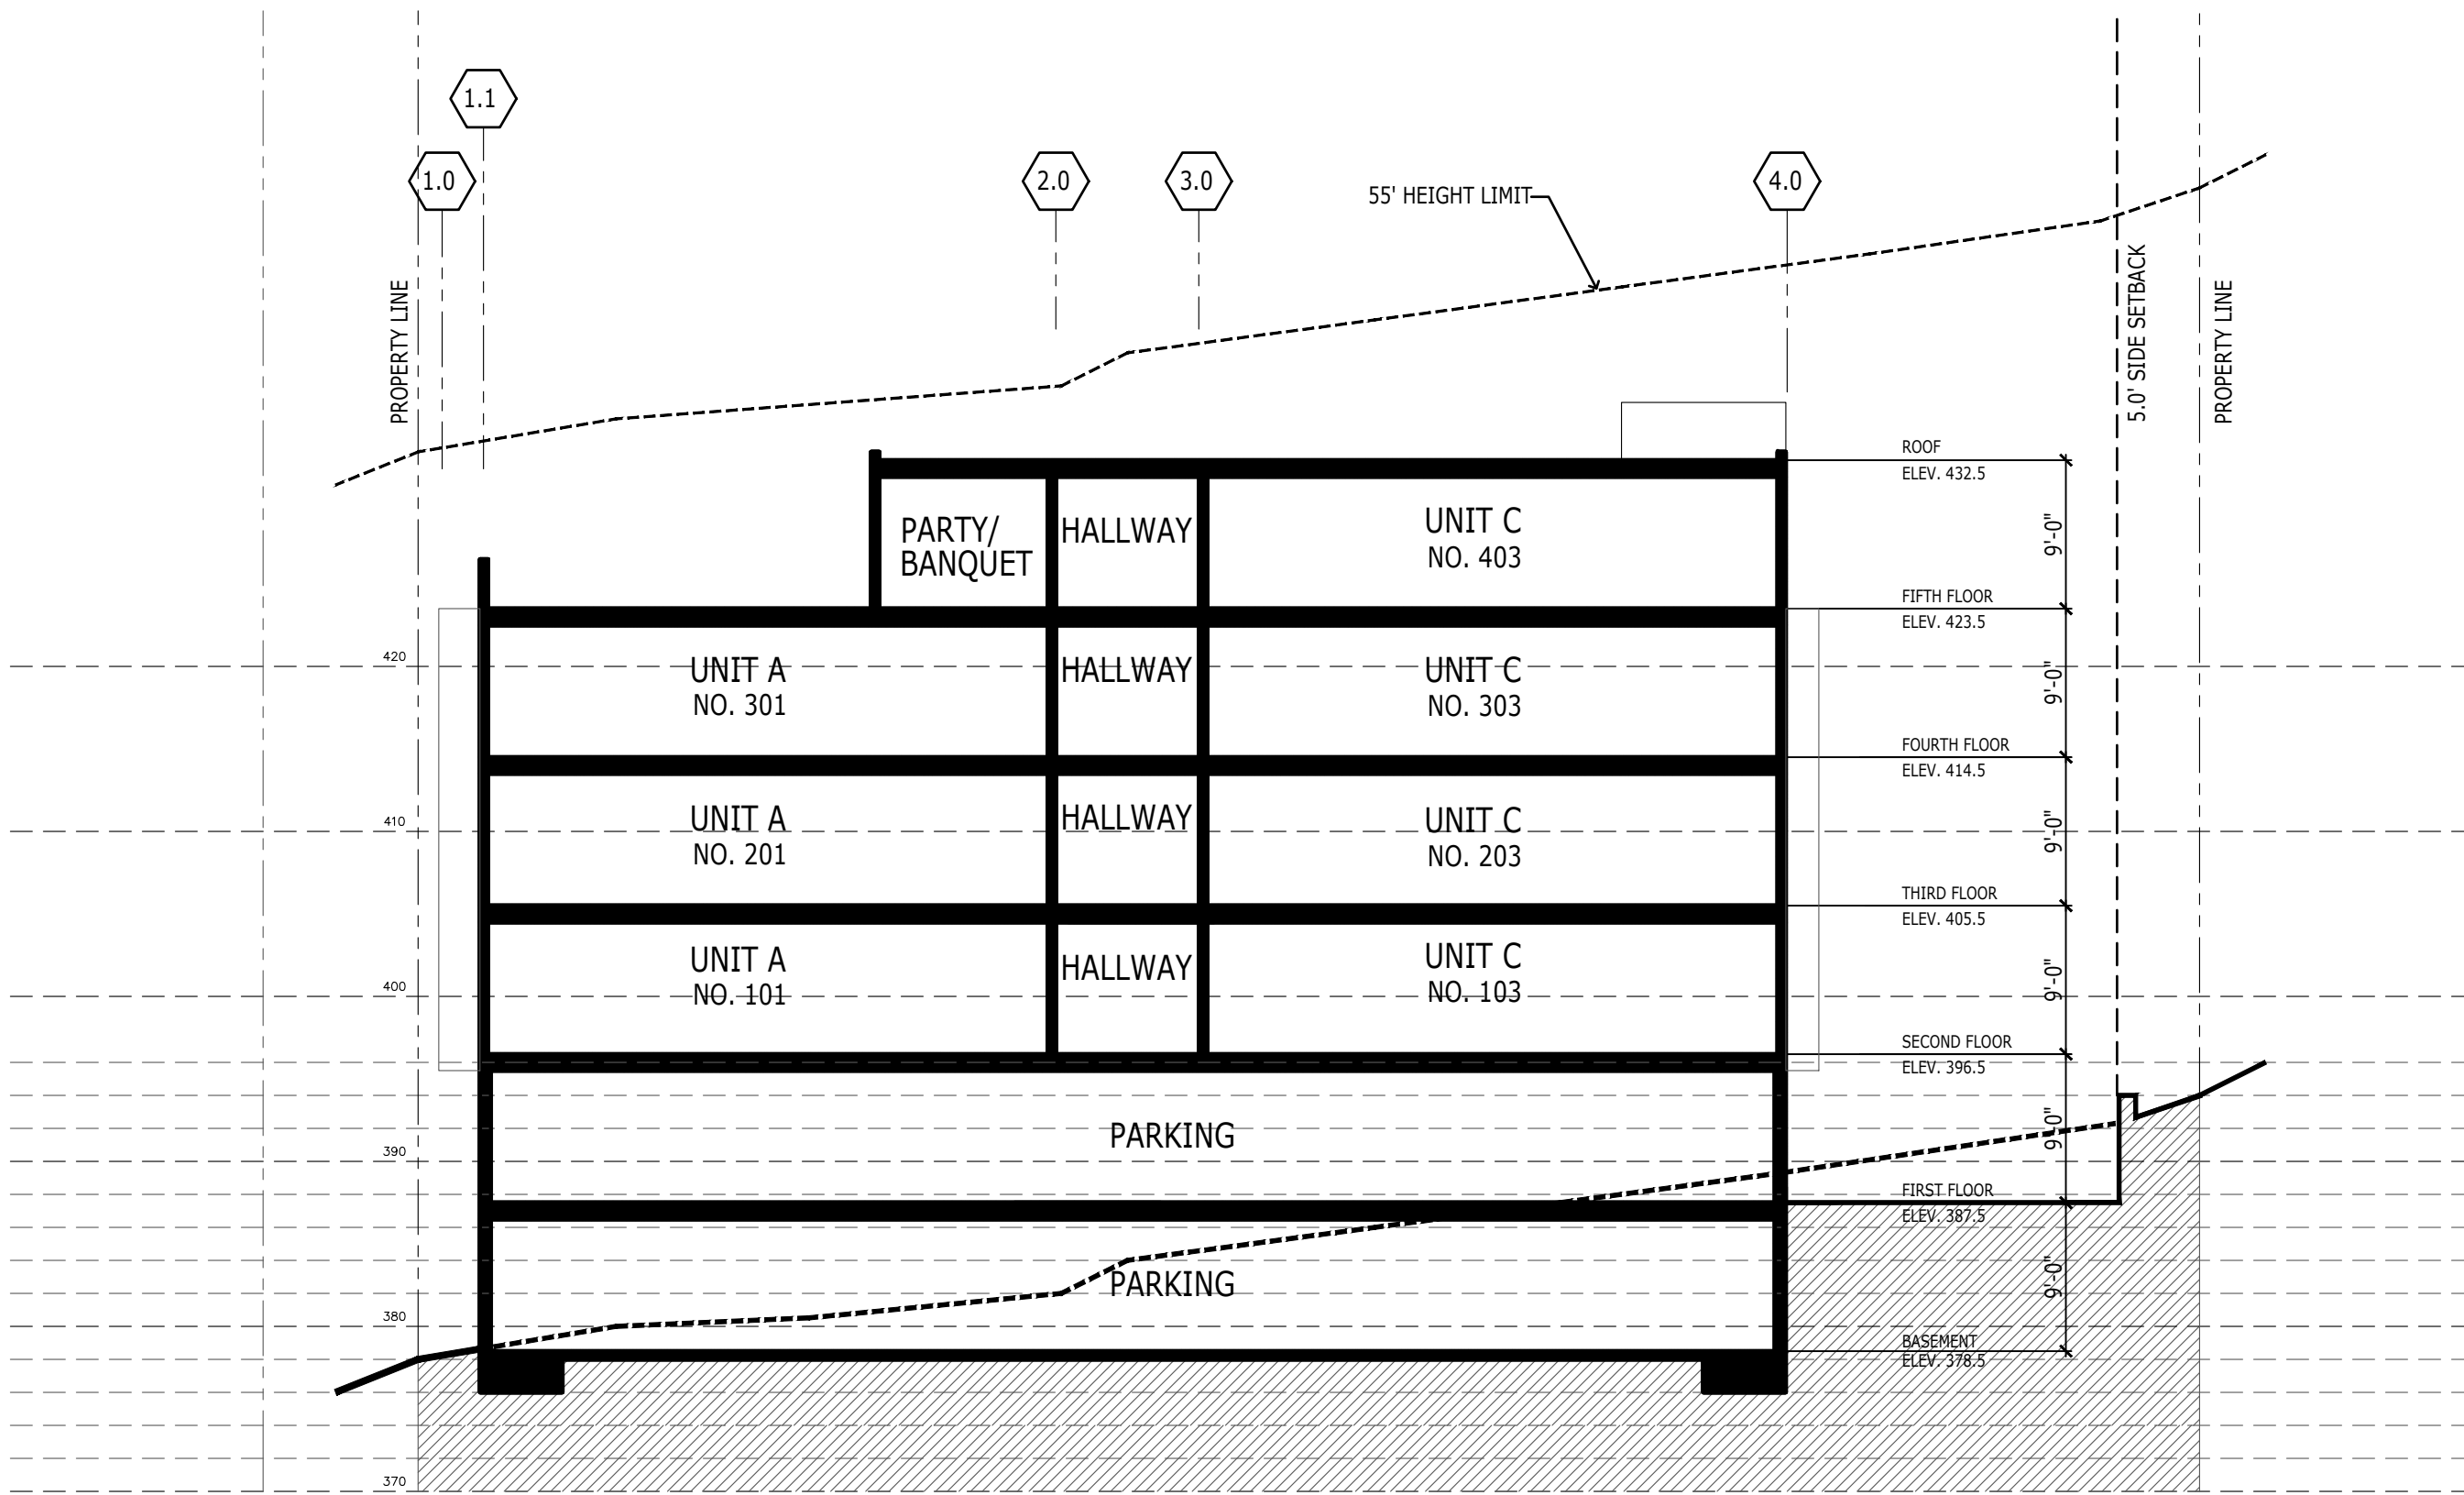 1.1
1.0
2.0
3.0
55' HEIGHT LIMIT
4.0
PROPERTY LINE
5.0' SIDE SETBACK
PROPERTY LINE
ROOF
ELEV. 432.5
PARTY/
BANQUET
HALLWAY
UNIT C
NO. 403
9'-0"
FIFTH FLOOR
ELEV. 423.5
420
UNIT A
NO. 301
HALLWAY
UNIT C
NO. 303
9'-0"
FOURTH FLOOR
ELEV. 414.5
410
UNIT A
NO. 201
HALLWAY
UNIT C
NO. 203
9'-0"
THIRD FLOOR
ELEV. 405.5
400
UNIT A
NO. 101
HALLWAY
UNIT C
NO. 103
9'-0"
SECOND FLOOR
ELEV. 396.5
390
PARKING
9'-0"
FIRST FLOOR
ELEV. 387.5
380
PARKING
9'-0"
BASEMENT
ELEV. 378.5
370